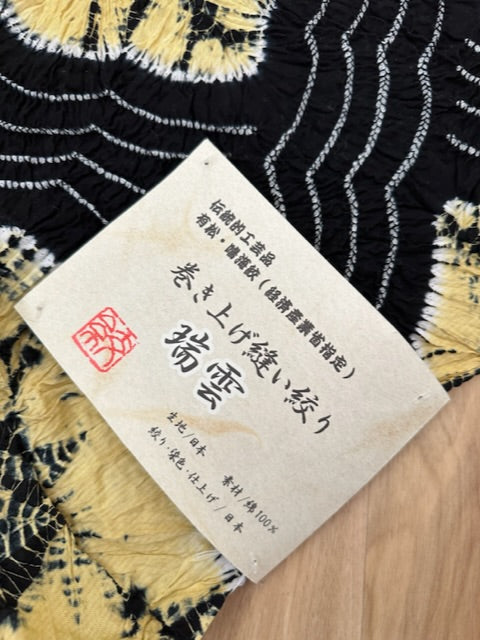 伝統的工芸品
有松・鳴海絞(経済産業省指定)
巻き上げ縫い絞り
瑞雲
生地/日本 素材/綿100%
絞り・染色・仕上げ/日本